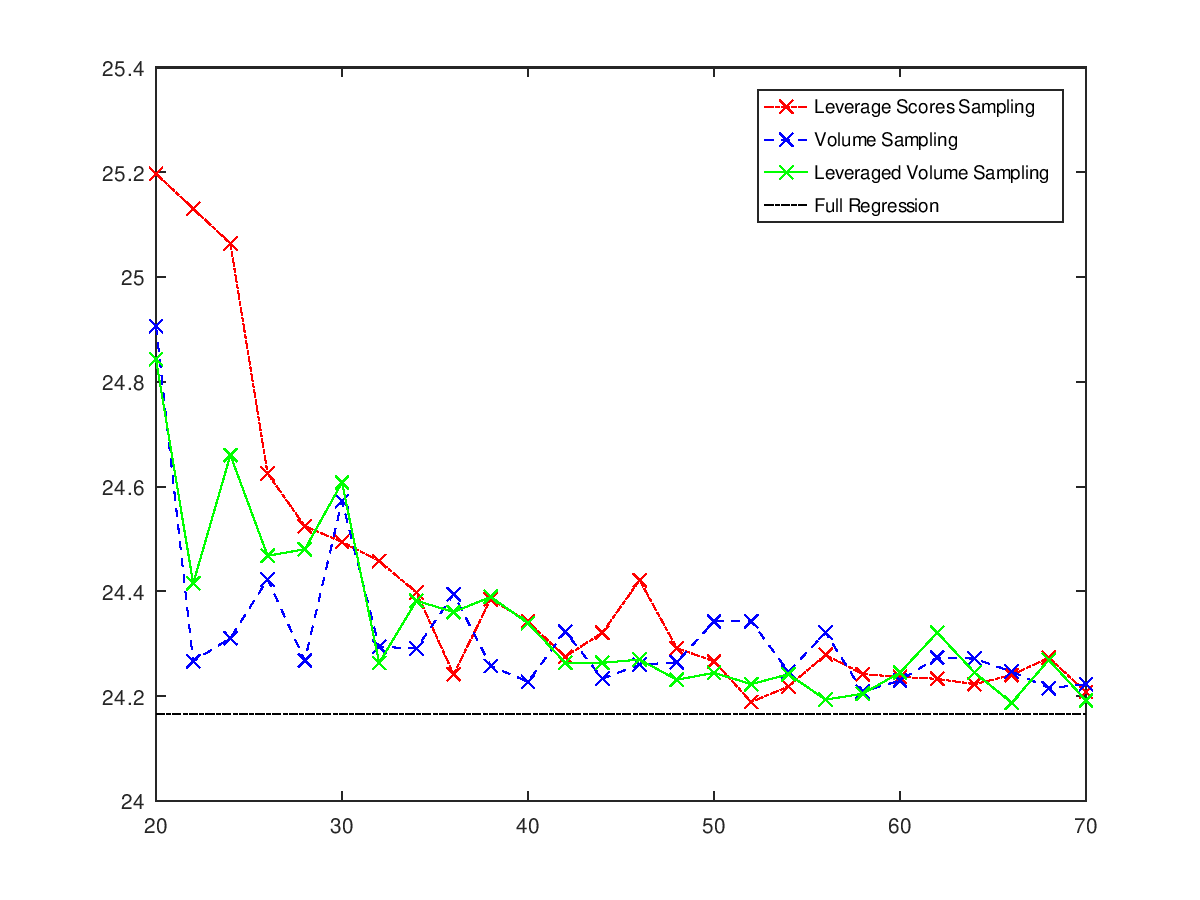 25.4
25.2
25
24.8
24.6
24.4
24.2
24
20 30 40 50 60 70
Leverage Scores Sampling
Volume Sampling
Leveraged Volume Sampling
Full Regression